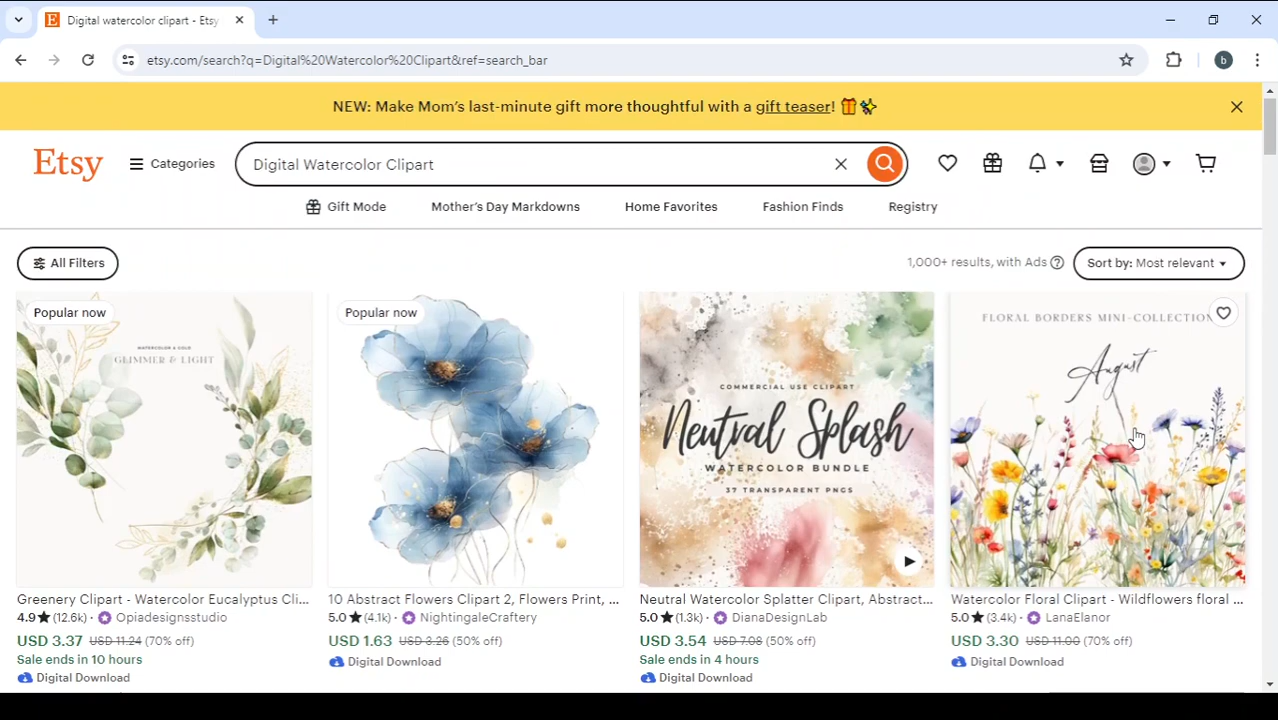 Digital watercolor clipart - Etsy
etsy.com/search?q=Digital%20Watercolor%20Clipart&ref=search_bar
b
NEW: Make Mom's last-minute gift more thoughtful with a gift teaser!
Etsy
Categories
Digital Watercolor Clipart
Gift Mode
Mother's Day Markdowns
Home Favorites
Fashion Finds
Registry
All Filters
1,000+ results, with Ads
Sort by: Most relevant
Popular now
WATERCOLOR & GOLD
GLIMMER & LIGHT
Greenery Clipart - Watercolor Eucalyptus Cli...
4.9★ (12.6k) · Opiadesignsstudio
USD 3.37 USD 11.24 (70% off)
Sale ends in 10 hours
Digital Download
Popular now
10 Abstract Flowers Clipart 2, Flowers Print, ...
5.0★ (4.1k) · NightingaleCraftery
USD 1.63 USD 3.26 (50% off)
Digital Download
COMMERCIAL USE CLIPART
Neutral Splash
WATERCOLOR BUNDLE
37 TRANSPARENT PNGS
Neutral Watercolor Splatter Clipart, Abstract...
5.0★ (1.3k) · DianaDesignLab
USD 3.54 USD 7.08 (50% off)
Sale ends in 4 hours
Digital Download
FLORAL BORDERS MINI-COLLECTION
August
Watercolor Floral Clipart - Wildflowers floral ...
5.0★ (3.4k) · LanaElanor
USD 3.30 USD 11.00 (70% off)
Digital Download